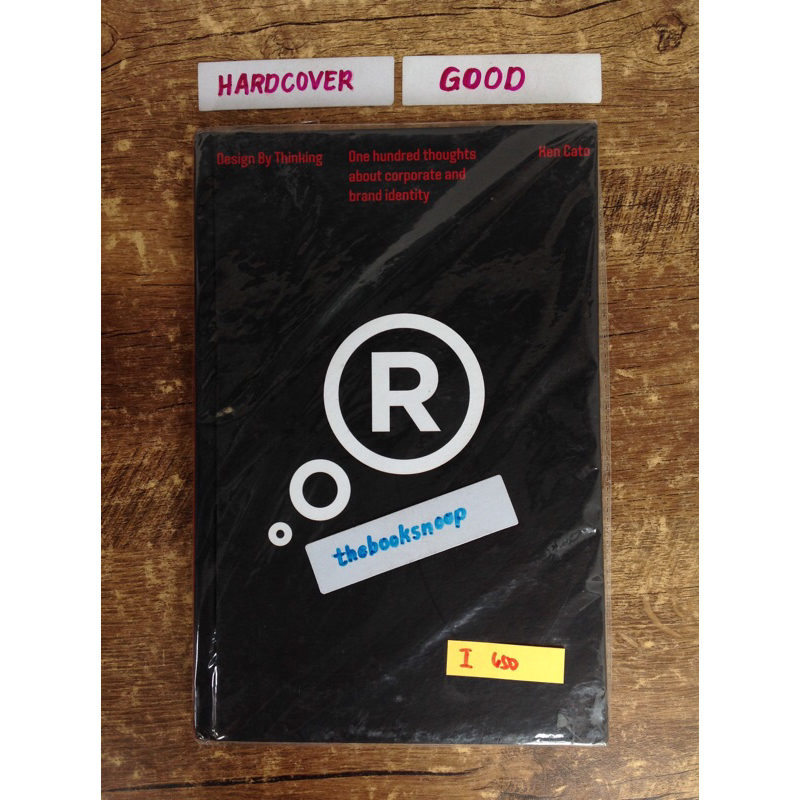 HARDCOVER GOOD
Design By Thinking
One hundred thoughts
about corporate and
brand identity
Ken Cato
R
thebooksnoop
I 650